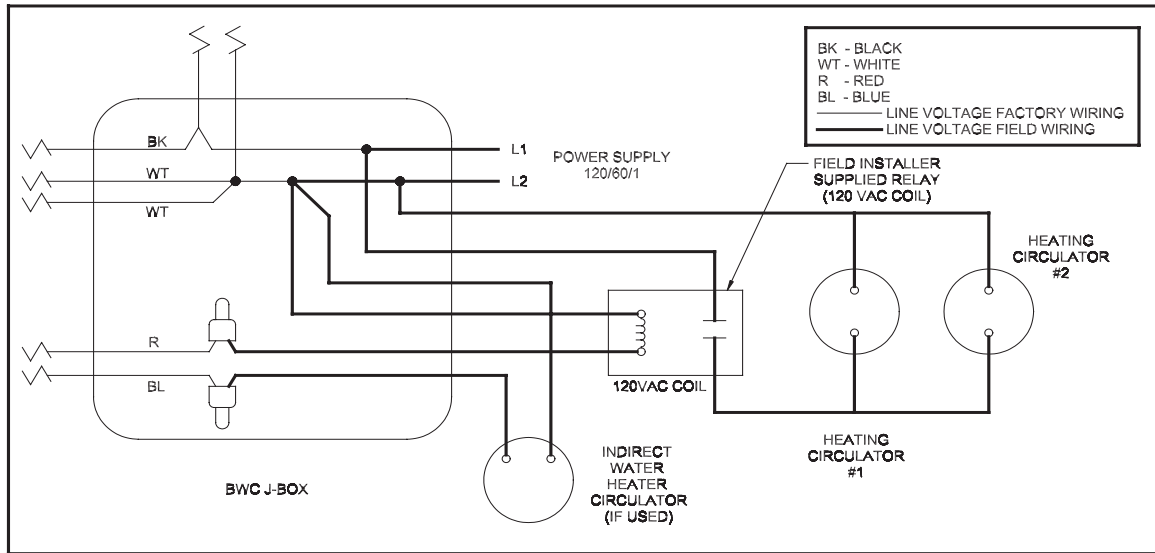 BK - BLACK
WT - WHITE
R - RED
BL - BLUE
LINE VOLTAGE FACTORY WIRING
LINE VOLTAGE FIELD WIRING
BK
L1
POWER SUPPLY
120/60/1
WT
L2
WT
FIELD INSTALLER
SUPPLIED RELAY
(120 VAC COIL)
HEATING
CIRCULATOR
#2
R
BL
120VAC COIL
HEATING
CIRCULATOR
#1
INDIRECT
WATER
HEATER
CIRCULATOR
(IF USED)
BWC J-BOX